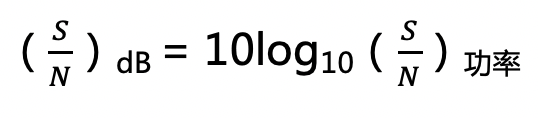 ( S/N ) dB = 10log10 ( S/N ) 功率